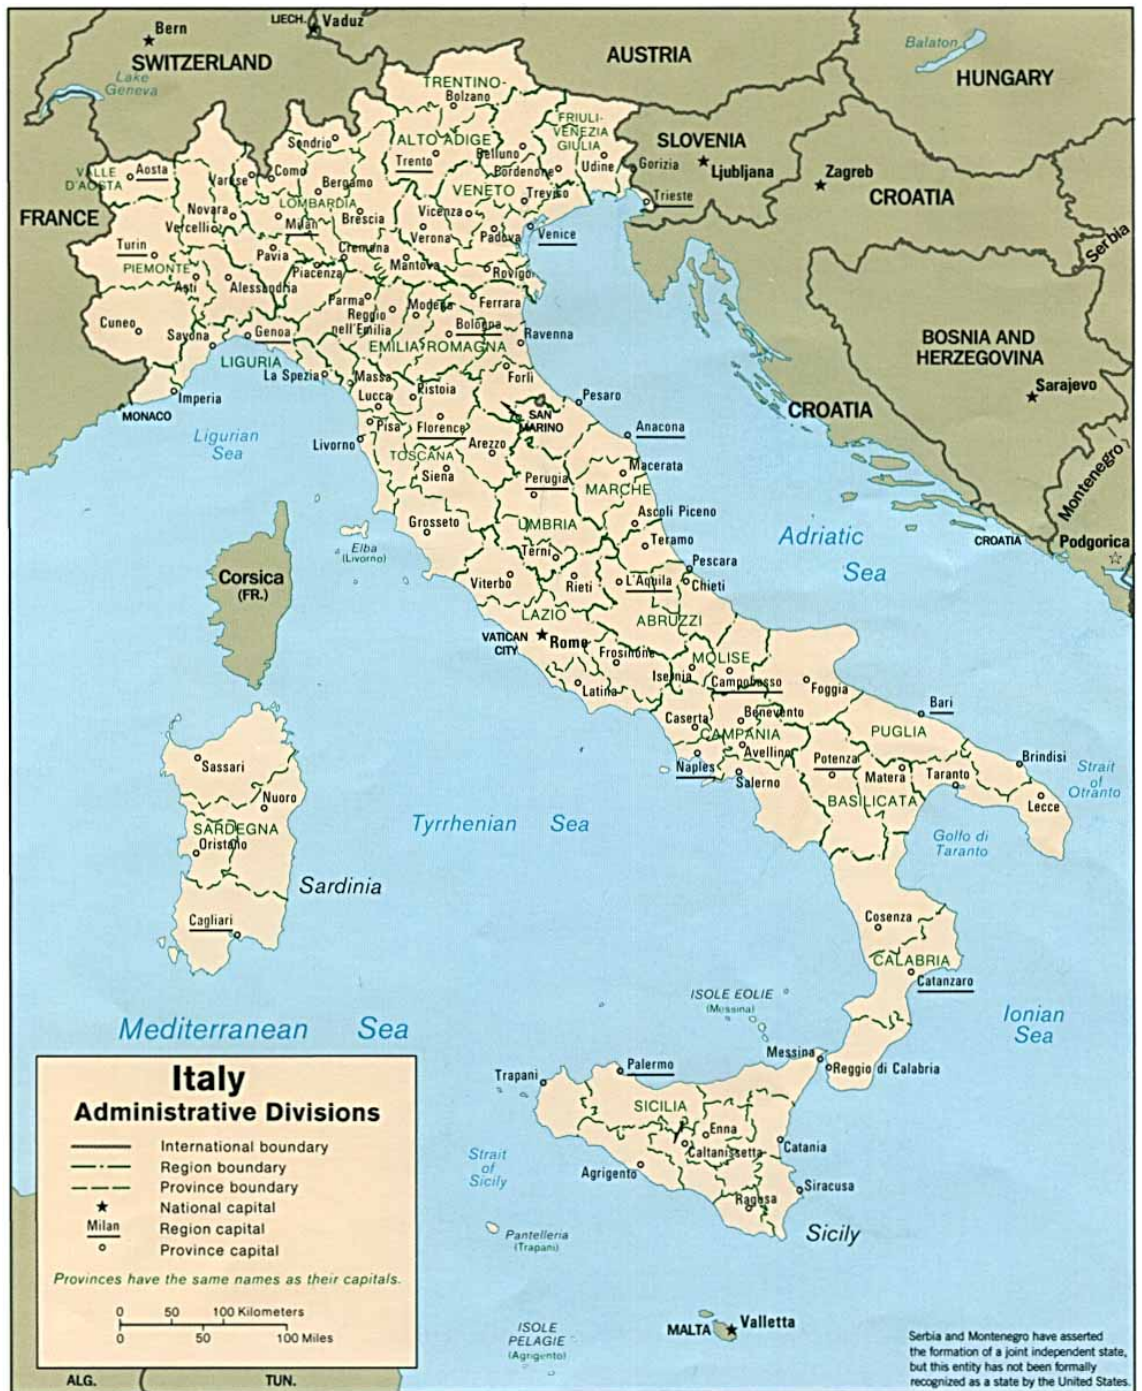 Bern
LIECH.
Vaduz
SWITZERLAND
Lake
Geneva
AUSTRIA
Balaton
HUNGARY
TRENTINO-
Bolzano
ALTO ADIGE
Trento
FRIULI-
VENEZIA
GIULIA
Sondrio
Belluno
Pordenone
Udine
Gorizia
SLOVENIA
Ljubljana
Zagreb
CROATIA
VALLE
D'AOSTA
Aosta
Varese
Como
Bergamo
LOMBARDIA
VENETO
Treviso
Trieste
FRANCE
Novara
Vercelli
Milan
Brescia
Vicenza
Verona
Padova
Venice
Serbia
Turin
PIEMONTE
Pavia
Cremona
Piacenza
Mantova
Rovigo
Asti
Alessandria
Parma
Reggio
nell'Emilia
Modena
Ferrara
Cuneo
Savona
Genoa
Bologna
Ravenna
EMILIA-ROMAGNA
LIGURIA
BOSNIA AND
HERZEGOVINA
La Spezia
Massa
Forli
Imperia
Lucca
Pistoia
Pesaro
Sarajevo
MONACO
SAN
MARINO
CROATIA
Ligurian
Sea
Pisa
Florence
Anacona
Livorno
Arezzo
TOSCANA
Siena
Macerata
Perugia
MARCHE
Montenegro
Grosseto
UMBRIA
Ascoli Piceno
Adriatic
Sea
CROATIA
Podgorica
Elba
(Livorno)
Terni
Teramo
Corsica
(FR.)
Viterbo
Rieti
L'Aquila
Pescara
Chieti
LAZIO
ABRUZZI
VATICAN
CITY
Rome
Frosinone
MOLISE
Isernia
Campobasso
Foggia
Latina
Bari
Caserta
Benevento
CAMPANIA
Avellino
PUGLIA
Naples
Salerno
Potenza
Matera
Taranto
Brindisi
Strait
of
Otranto
BASILICATA
Lecce
Sassari
Nuoro
SARDEGNA
Oristano
Tyrrhenian Sea
Golfo di
Taranto
Sardinia
Cagliari
Cosenza
CALABRIA
Catanzaro
ISOLE EOLIE
(Messina)
Ionian
Sea
Mediterranean Sea
Messina
Reggio di Calabria
Trapani
Palermo
SICILIA
Enna
Caltanissetta
Catania
Strait
of
Sicily
Agrigento
Siracusa
Ragusa
Sicily
Pantelleria
(Trapani)
ISOLE
PELAGIE
(Agrigento)
MALTA
Valletta
Italy
Administrative Divisions
International boundary
Region boundary
Province boundary
National capital
Milan
Region capital
Province capital
Provinces have the same names as their capitals.
0 50 100 Kilometers
0 50 100 Miles
ALG.
TUN.
Serbia and Montenegro have asserted
the formation of a joint independent state,
but this entity has not been formally
recognized as a state by the United States.